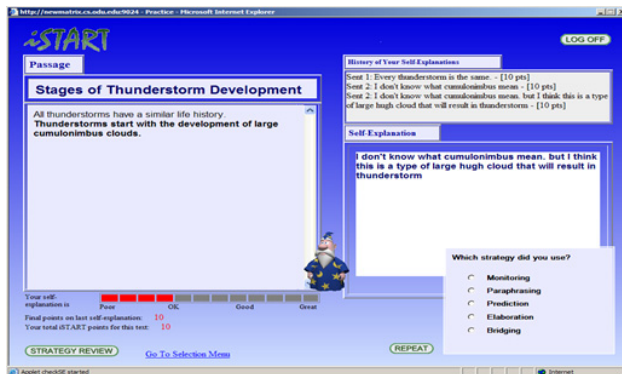 http://newmatrix.cs.odu.edu:9024 - Practice - Microsoft Internet Explorer
iSTART
LOG OFF
Passage
Stages of Thunderstorm Development
All thunderstorms have a similar life history.
Thunderstorms start with the development of large
cumulonimbus clouds.
History of Your Self-Explanations
Sent 1: Every thunderstorm is the same. - [10 pts]
Sent 2: I don't know what cumulonimbus mean - [10 pts]
Sent 2: I don't know what cumulonimbus mean. but I think this is a type
of large hugh cloud that will result in thunderstorm - [10 pts]
Self-Explanation
I don't know what cumulonimbus mean. but I think
this is a type of large hugh cloud that will result in
thunderstorm
Which strategy did you use?
Monitoring
Paraphrasing
Prediction
Elaboration
Bridging
Your self-
explanation is
Poor OK Good Great
Final points on last self-explanation: 10
Your total iSTART points for this text: 10
STRATEGY REVIEW
Go To Selection Menu
REPEAT
Applet checkSE started
Internet